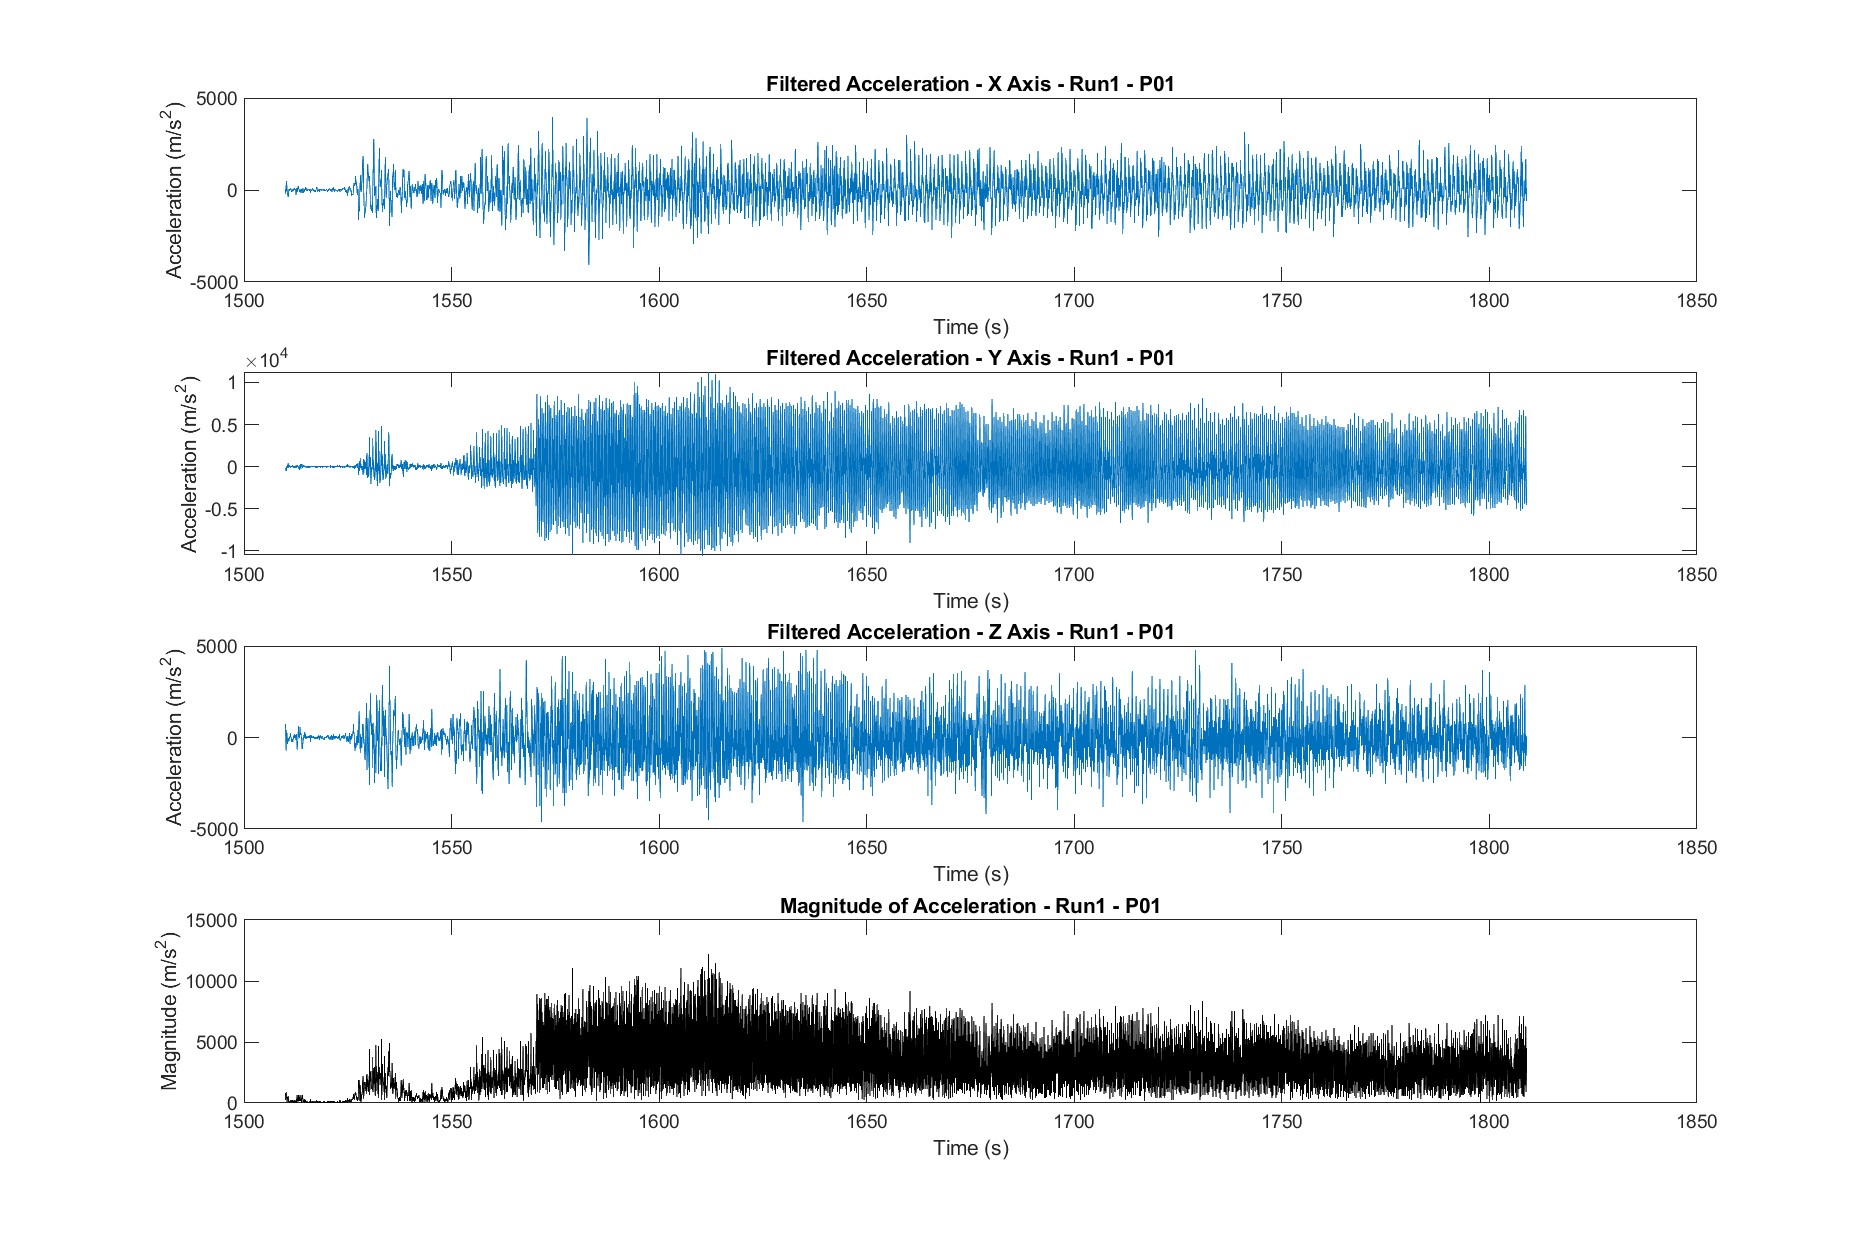 Filtered Acceleration - X Axis - Run1 - P01
5000
0
-5000
Acceleration (m/s²)
1500 1550 1600 1650 1700 1750 1800 1850
Time (s)
Filtered Acceleration - Y Axis - Run1 - P01
×10⁴
1
0.5
0
-0.5
-1
Acceleration (m/s²)
1500 1550 1600 1650 1700 1750 1800 1850
Time (s)
Filtered Acceleration - Z Axis - Run1 - P01
5000
0
-5000
Acceleration (m/s²)
1500 1550 1600 1650 1700 1750 1800 1850
Time (s)
Magnitude of Acceleration - Run1 - P01
15000
10000
5000
0
Magnitude (m/s²)
1500 1550 1600 1650 1700 1750 1800 1850
Time (s)